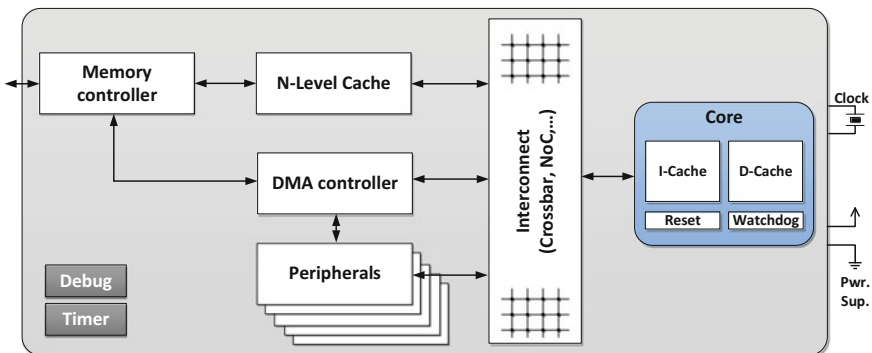 Memory
controller
N-Level Cache
Interconnect
(Crossbar, NoC,...)
Clock
Core
I-Cache
D-Cache
DMA controller
Reset
Watchdog
Peripherals
Debug
Timer
Pwr.
Sup.